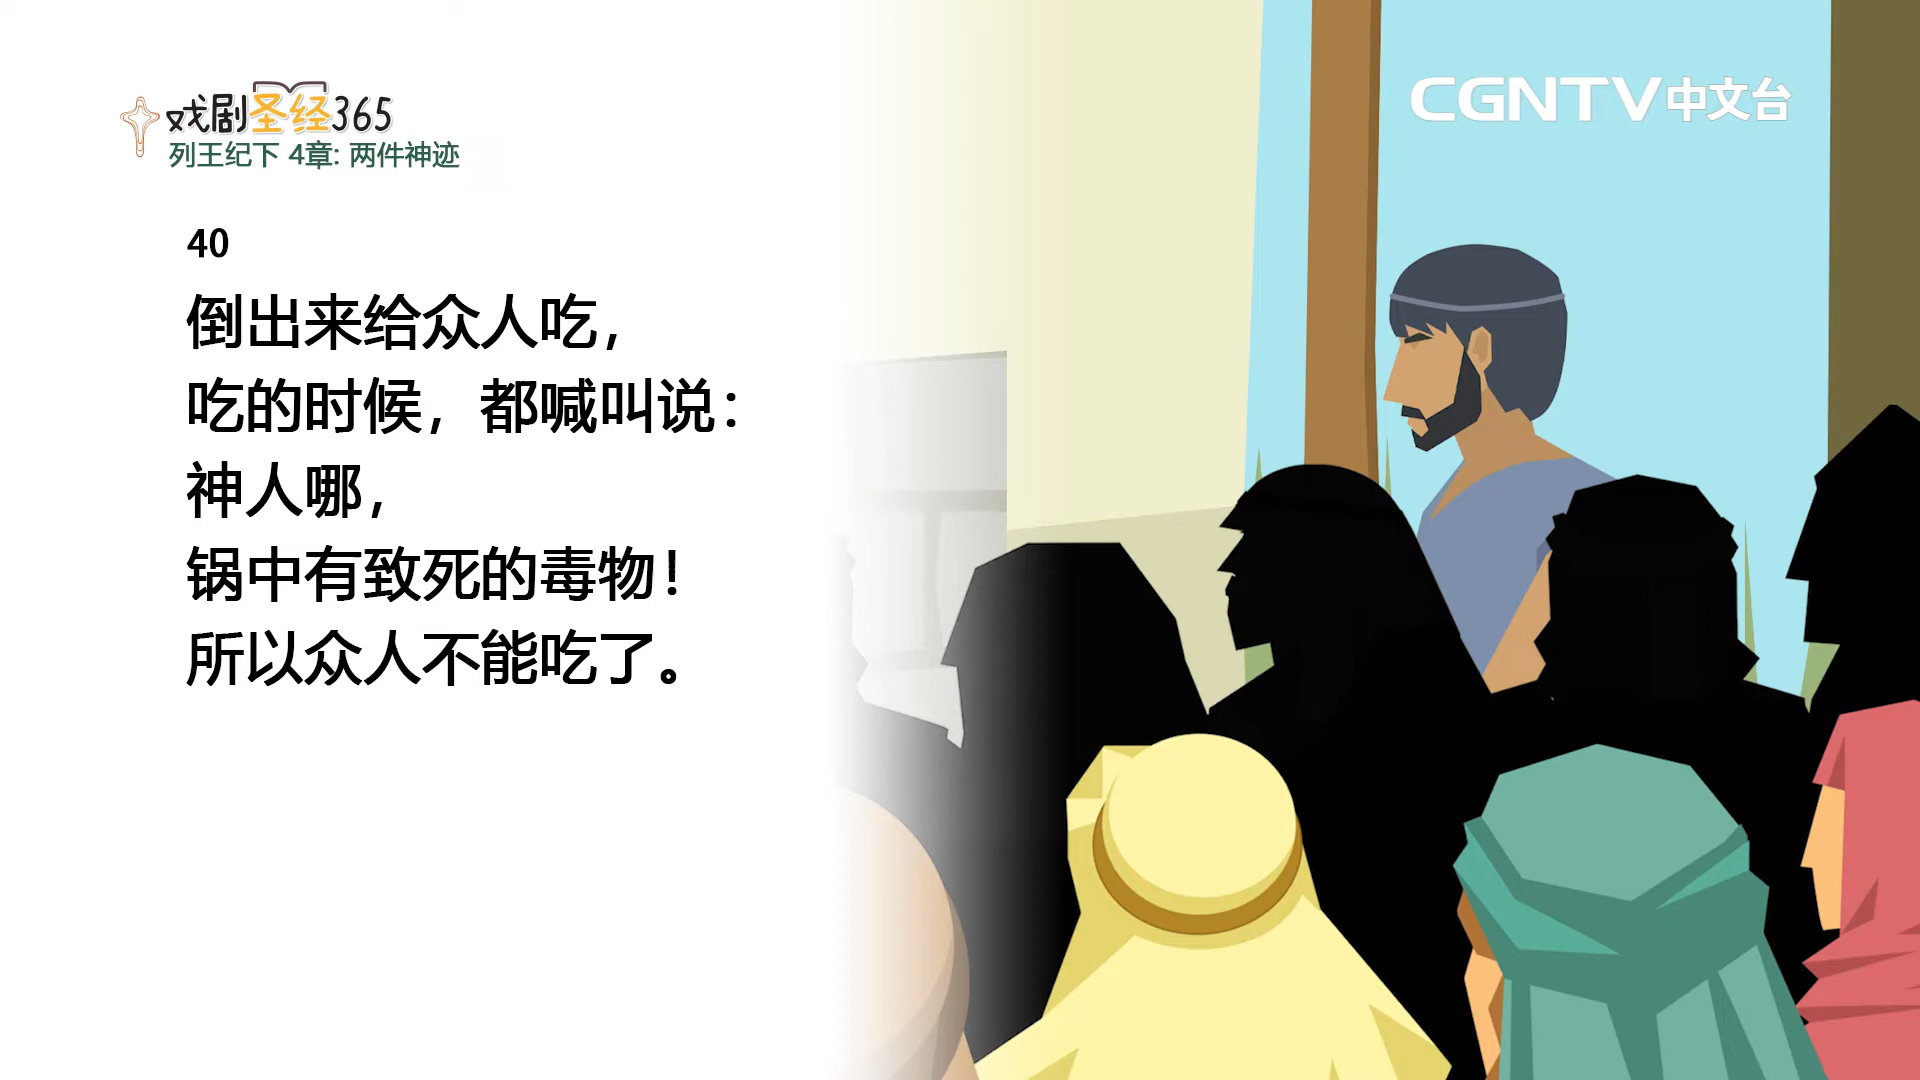 戏剧圣经365
CGNTV中文台
列王纪下 4章: 两件神迹
40
倒出来给众人吃，
吃的时候，都喊叫说：
神人哪，
锅中有致死的毒物！
所以众人不能吃了。